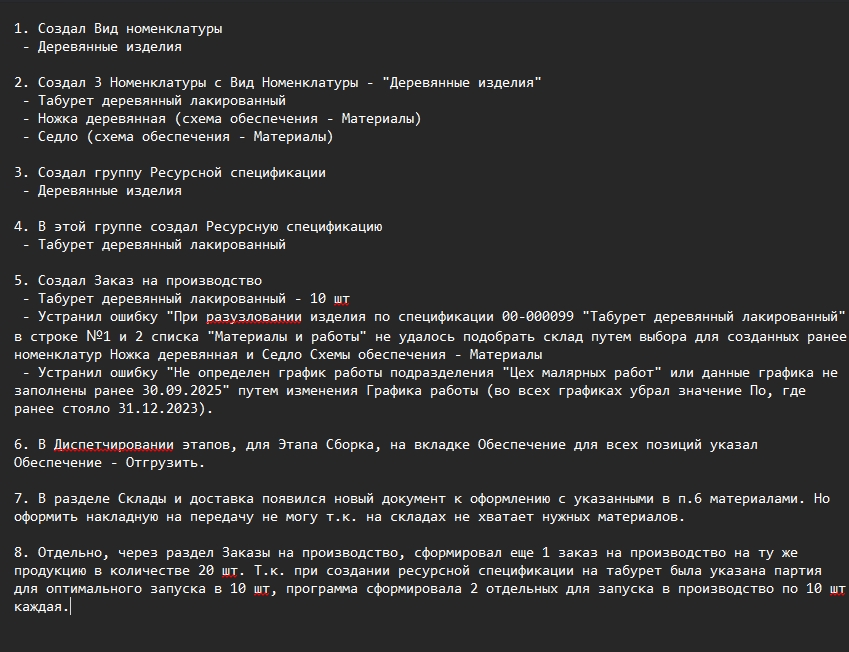 1. Создал Вид номенклатуры
- Деревянные изделия
2. Создал 3 Номенклатуры с Вид Номенклатуры - "Деревянные изделия"
- Табурет деревянный лакированный
- Ножка деревянная (схема обеспечения - Материалы)
- Седло (схема обеспечения - Материалы)
3. Создал группу Ресурсной спецификации
- Деревянные изделия
4. В этой группе создал Ресурсную спецификацию
- Табурет деревянный лакированный
5. Создал Заказ на производство
- Табурет деревянный лакированный - 10 шт
- Устранил ошибку "При разузловании изделия по спецификации 00-000099 "Табурет деревянный лакированный"
в строке №1 и 2 списка "Материалы и работы" не удалось подобрать склад путем выбора для созданных ранее
номенклатур Ножка деревянная и Седло Схемы обеспечения - Материалы
- Устранил ошибку "Не определен график работы подразделения "Цех малярных работ" или данные графика не
заполнены ранее 30.09.2025" путем изменения Графика работы (во всех графиках убрал значение По, где
ранее стояло 31.12.2023).
6. В Диспетчировании этапов, для Этапа Сборка, на вкладке Обеспечение для всех позиций указал
Обеспечение - Отгрузить.
7. В разделе Склады и доставка появился новый документ к оформлению с указанными в п.6 материалами. Но
оформить накладную на передачу не могу т.к. на складах не хватает нужных материалов.
8. Отдельно, через раздел Заказы на производство, сформировал еще 1 заказ на производство на ту же
продукцию в количестве 20 шт. Т.к. при создании ресурсной спецификации на табурет была указана партия
для оптимального запуска в 10 шт, программа сформировала 2 отдельных для запуска в производство по 10 шт
каждая.